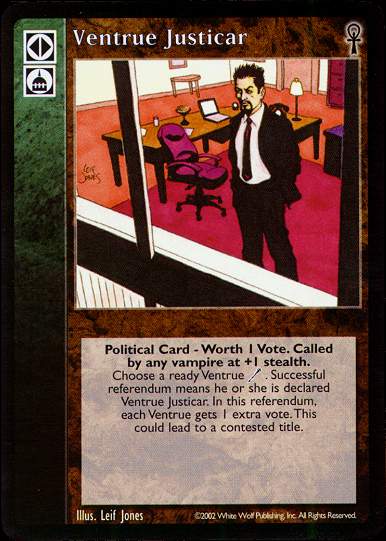 Ventrue Justicar
LEIF
JONES
Political Card - Worth 1 Vote. Called
by any vampire at +1 stealth.
Choose a ready Ventrue . Successful
referendum means he or she is declared
Ventrue Justicar. In this referendum,
each Ventrue gets 1 extra vote. This
could lead to a contested title.
Illus. Leif Jones
©2002 White Wolf Publishing, Inc. All Rights Reserved.